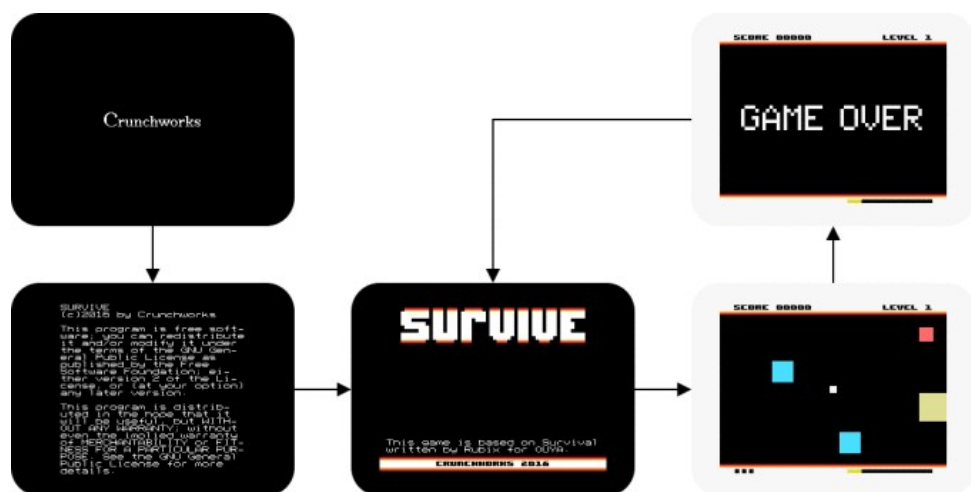 Crunchworks
SURVIVE
(c)2016 by Crunchworks
This program is free soft-
ware; you can redistribute
it and/or modify it under
the terms of the GNU Gen-
eral Public License as
published by the Free
Software Foundation; ei-
ther version 2 of the Li-
cense, or (at your option)
any later version.
This program is distrib-
uted in the hope that it
will be useful, but WITH-
OUT ANY WARRANTY; without
even the implied warranty
of MERCHANTABILITY or FIT-
NESS FOR A PARTICULAR PUR-
POSE. See the GNU General
Public License for more
details.
SURVIVE
This game is based on Survival
written by Rubix for OUYA.
CRUNCHWORKS 2016
SCORE 00000 LEVEL 1
SCORE 00000 LEVEL 1
GAME OVER